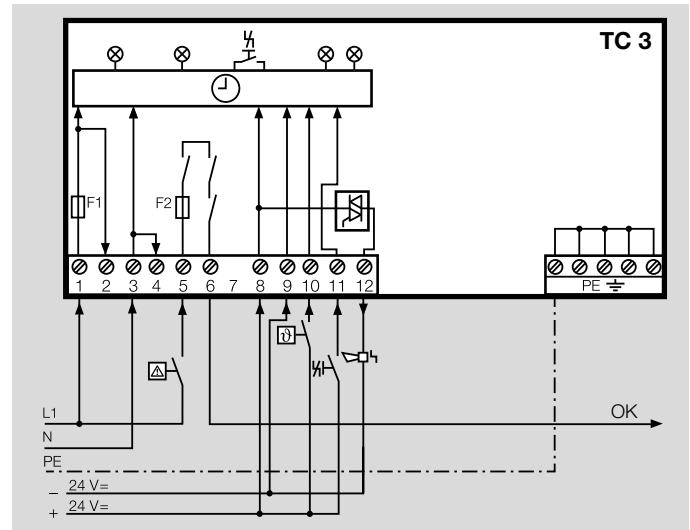 TC 3
F1
F2
1 2 3 4 5 6 7 8 9 10 11 12
PE
ϑ
L1
OK
N
PE
– 24 V=
+ 24 V=